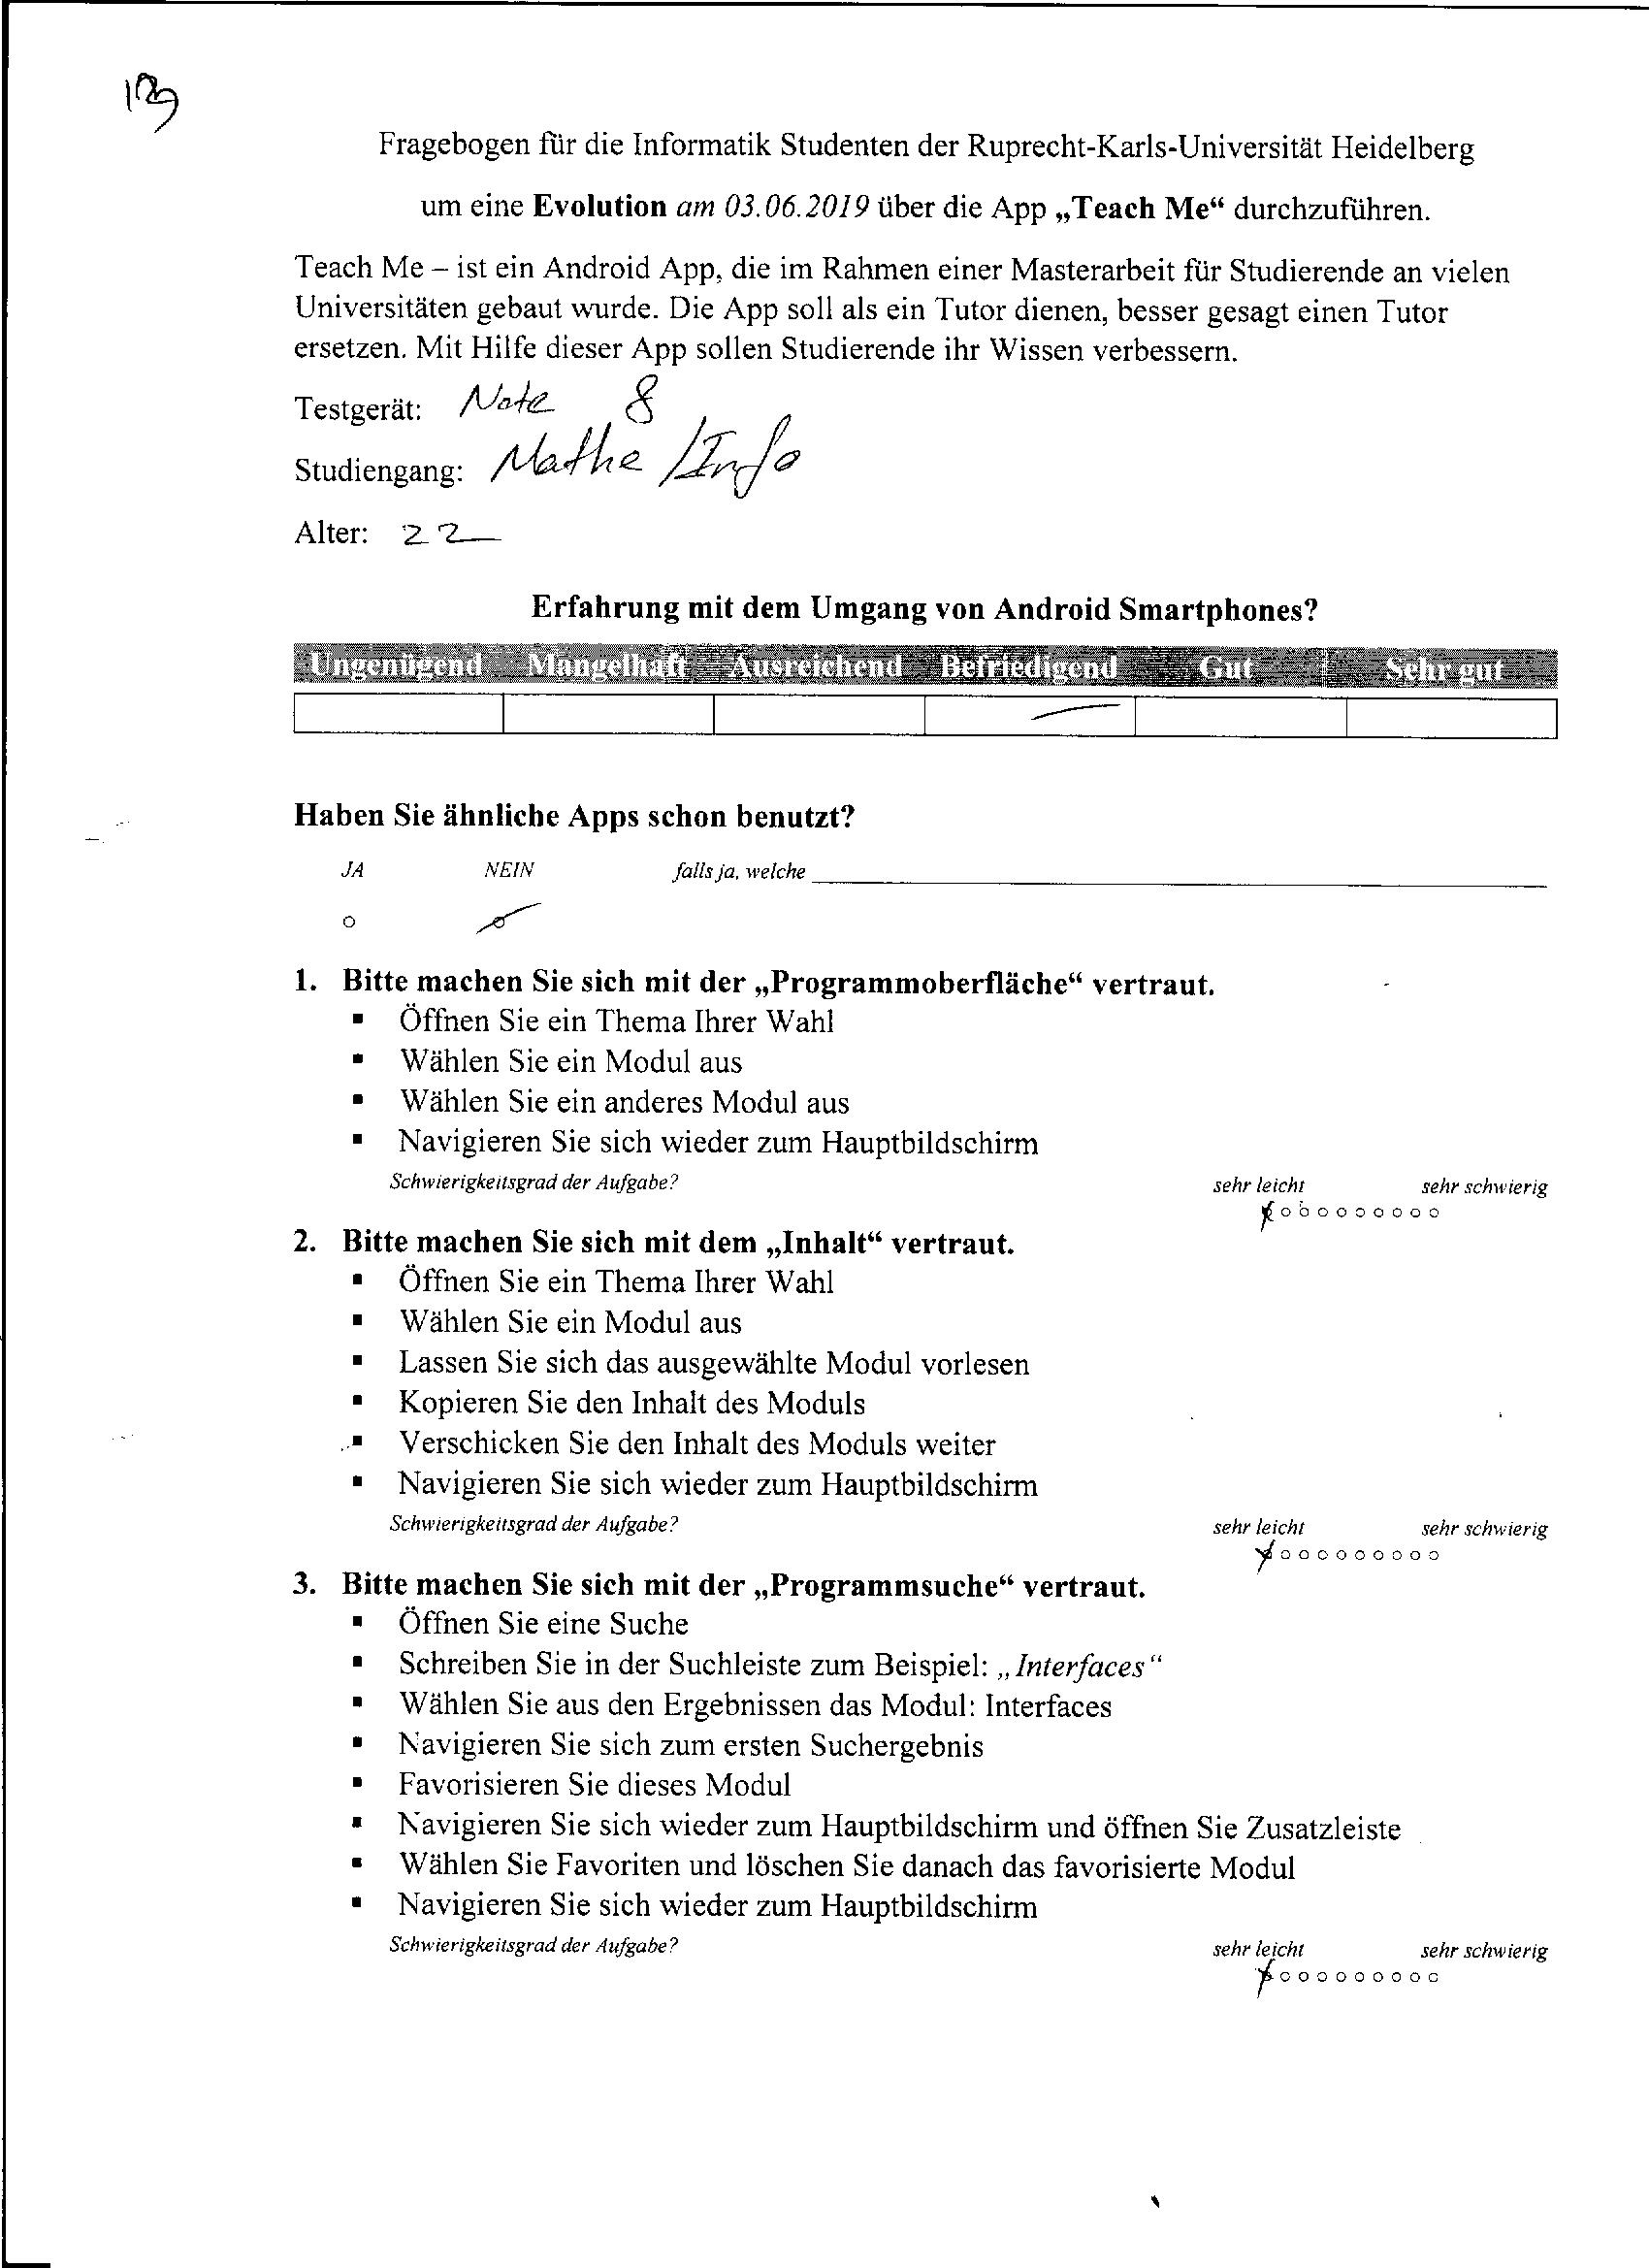 Fragebogen für die Informatik Studenten der Ruprecht-Karls-Universität Heidelberg
um eine Evolution am 03.06.2019 über die App „Teach Me“ durchzuführen.
Teach Me – ist ein Android App, die im Rahmen einer Masterarbeit für Studierende an vielen
Universitäten gebaut wurde. Die App soll als ein Tutor dienen, besser gesagt einen Tutor
ersetzen. Mit Hilfe dieser App sollen Studierende ihr Wissen verbessern.
Testgerät: Note 8
Studiengang: Mathe /Info
Alter: 22
Erfahrung mit dem Umgang von Android Smartphones?
Ungenügend Mangelhaft Ausreichend Befriedigend Gut Sehr gut
Haben Sie ähnliche Apps schon benutzt?
JA NEIN falls ja, welche
1. Bitte machen Sie sich mit der „Programmoberfläche“ vertraut.
▪ Öffnen Sie ein Thema Ihrer Wahl
▪ Wählen Sie ein Modul aus
▪ Wählen Sie ein anderes Modul aus
▪ Navigieren Sie sich wieder zum Hauptbildschirm
Schwierigkeitsgrad der Aufgabe? sehr leicht sehr schwierig
2. Bitte machen Sie sich mit dem „Inhalt“ vertraut.
▪ Öffnen Sie ein Thema Ihrer Wahl
▪ Wählen Sie ein Modul aus
▪ Lassen Sie sich das ausgewählte Modul vorlesen
▪ Kopieren Sie den Inhalt des Moduls
▪ Verschicken Sie den Inhalt des Moduls weiter
▪ Navigieren Sie sich wieder zum Hauptbildschirm
Schwierigkeitsgrad der Aufgabe? sehr leicht sehr schwierig
3. Bitte machen Sie sich mit der „Programmsuche“ vertraut.
▪ Öffnen Sie eine Suche
▪ Schreiben Sie in der Suchleiste zum Beispiel: „Interfaces“
▪ Wählen Sie aus den Ergebnissen das Modul: Interfaces
▪ Navigieren Sie sich zum ersten Suchergebnis
▪ Favorisieren Sie dieses Modul
▪ Navigieren Sie sich wieder zum Hauptbildschirm und öffnen Sie Zusatzleiste
▪ Wählen Sie Favoriten und löschen Sie danach das favorisierte Modul
▪ Navigieren Sie sich wieder zum Hauptbildschirm
Schwierigkeitsgrad der Aufgabe? sehr leicht sehr schwierig